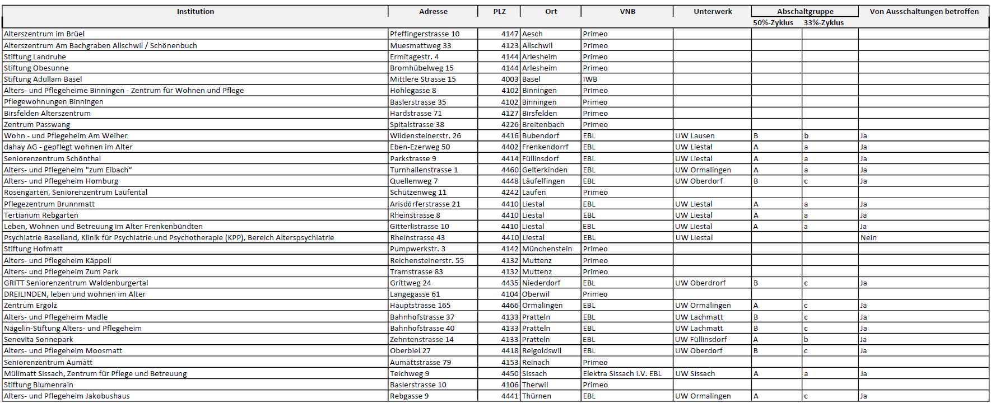 Institution Adresse PLZ Ort VNB Unterwerk Abschaltgruppe Von Ausschaltungen betroffen
50%-Zyklus 33%-Zyklus
Alterszentrum im Brüel Pfeffingerstrasse 10 4147 Aesch Primeo
Alterszentrum Am Bachgraben Allschwil / Schönenbuch Muesmattweg 33 4123 Allschwil Primeo
Stiftung Landruhe Ermitagestr. 4 4144 Arlesheim Primeo
Stiftung Obesunne Bromhübelweg 15 4144 Arlesheim Primeo
Stiftung Adullam Basel Mittlere Strasse 15 4003 Basel IWB
Alters- und Pflegeheime Binningen - Zentrum für Wohnen und Pflege Hohlegasse 8 4102 Binningen Primeo
Pflegewohnungen Binningen Baslerstrasse 35 4102 Binningen Primeo
Birsfelden Alterszentrum Hardstrasse 71 4127 Birsfelden Primeo
Zentrum Passwang Spitalstrasse 38 4226 Breitenbach Primeo
Wohn - und Pflegeheim Am Weiher Wildensteinerstr. 26 4416 Bubendorf EBL UW Lausen B b Ja
dahay AG - gepflegt wohnen im Alter Eben-Ezerweg 50 4402 Frenkendorrf EBL UW Liestal A a Ja
Seniorenzentrum Schönthal Parkstrasse 9 4414 Füllinsdorf EBL UW Liestal A a Ja
Alters- und Pflegeheim "zum Eibach“ Turnhallenstrasse 1 4460 Gelterkinden EBL UW Ormalingen A a Ja
Alters- und Pflegeheim Homburg Quellenweg 7 4448 Läufelfingen EBL UW Oberdorf B c Ja
Rosengarten, Seniorenzentrum Laufental Schützenweg 11 4242 Laufen Primeo
Pflegezentrum Brunnmatt Arisdörferstrasse 21 4410 Liestal EBL UW Liestal A a Ja
Tertianum Rebgarten Rheinstrasse 8 4410 Liestal EBL UW Liestal A a Ja
Leben, Wohnen und Betreuung im Alter Frenkenbündten Gitterlistrasse 10 4410 Liestal EBL UW Liestal A a Ja
Psychiatrie Baselland, Klinik für Psychiatrie und Psychotherapie (KPP), Bereich Alterspsychiatrie Rheinstrasse 43 4410 Liestal EBL UW Liestal Nein
Stiftung Hofmatt Pumpwerkstr. 3 4142 Münchenstein Primeo
Alters- und Pflegeheim Käppeli Reichensteinerstr. 55 4132 Muttenz Primeo
Alters- und Pflegeheim Zum Park Tramstrasse 83 4132 Muttenz Primeo
GRITT Seniorenzentrum Waldenburgertal Grittweg 24 4435 Niederdorf EBL UW Oberdrorf B c Ja
DREILINDEN, leben und wohnen im Alter Langegasse 61 4104 Oberwil Primeo
Zentrum Ergolz Hauptstrasse 165 4466 Ormalingen EBL UW Ormalingen A c Ja
Alters- und Pflegeheim Madle Bahnhofstrasse 37 4133 Pratteln EBL UW Lachmatt B c Ja
Nägelin-Stiftung Alters- und Pflegeheim Bahnhofstrasse 40 4133 Pratteln EBL UW Lachmatt B c Ja
Senevita Sonnepark Zehntenstrasse 14 4133 Pratteln EBL UW Füllinsdorf A b Ja
Alters- und Pflegeheim Moosmatt Oberbiel 27 4418 Reigoldswil EBL UW Oberdorf B c Ja
Seniorenzentrum Aumatt Aumattstrasse 79 4153 Reinach Primeo
Mülimatt Sissach, Zentrum für Pflege und Betreuung Teichweg 9 4450 Sissach Elektra Sissach i.V. EBL UW Sissach A a Ja
Stiftung Blumenrain Baslerstrasse 10 4106 Therwil Primeo
Alters- und Pflegeheim Jakobushaus Rebgasse 9 4441 Thürnen EBL UW Ormalingen A c Ja